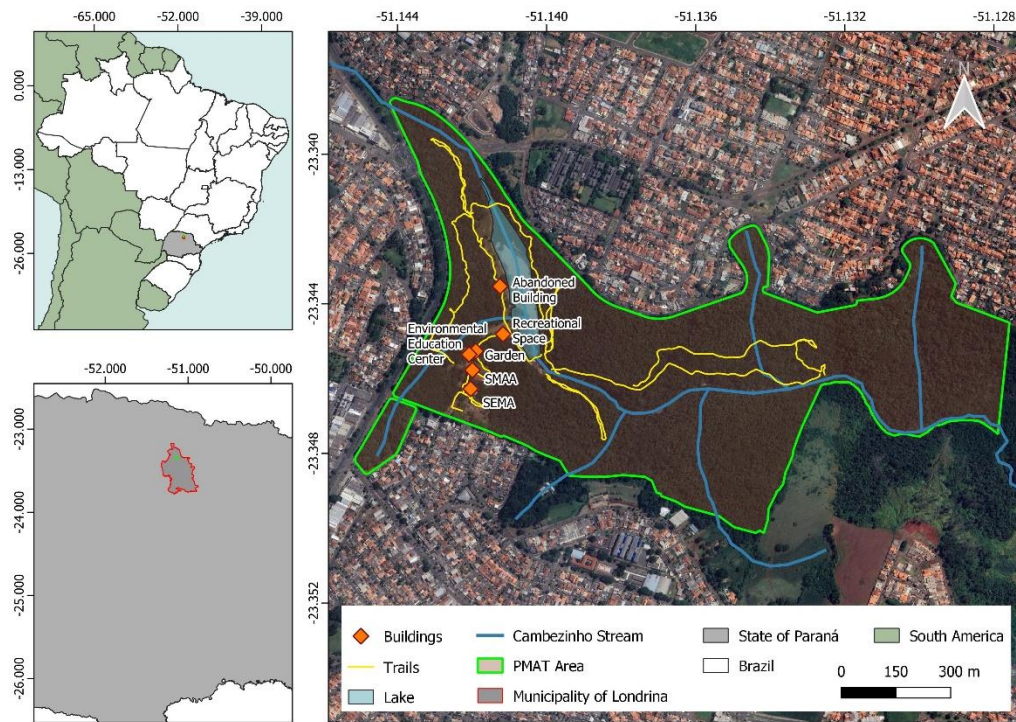 -65.000 -52.000 -39.000
0.000
-13.000
-26.000
-52.000 -51.000 -50.000
-23.000
-24.000
-25.000
-26.000
-51.144 -51.140 -51.136 -51.132 -51.128
-23.340
-23.344
-23.348
-23.352
Abandoned
Building
Recreational
Space
Environmental
Education
Center
Garden
SMAA
SEMA
Buildings
Trails
Lake
Cambezinho Stream
PMAT Area
Municipality of Londrina
State of Paraná
Brazil
South America
0 150 300 m